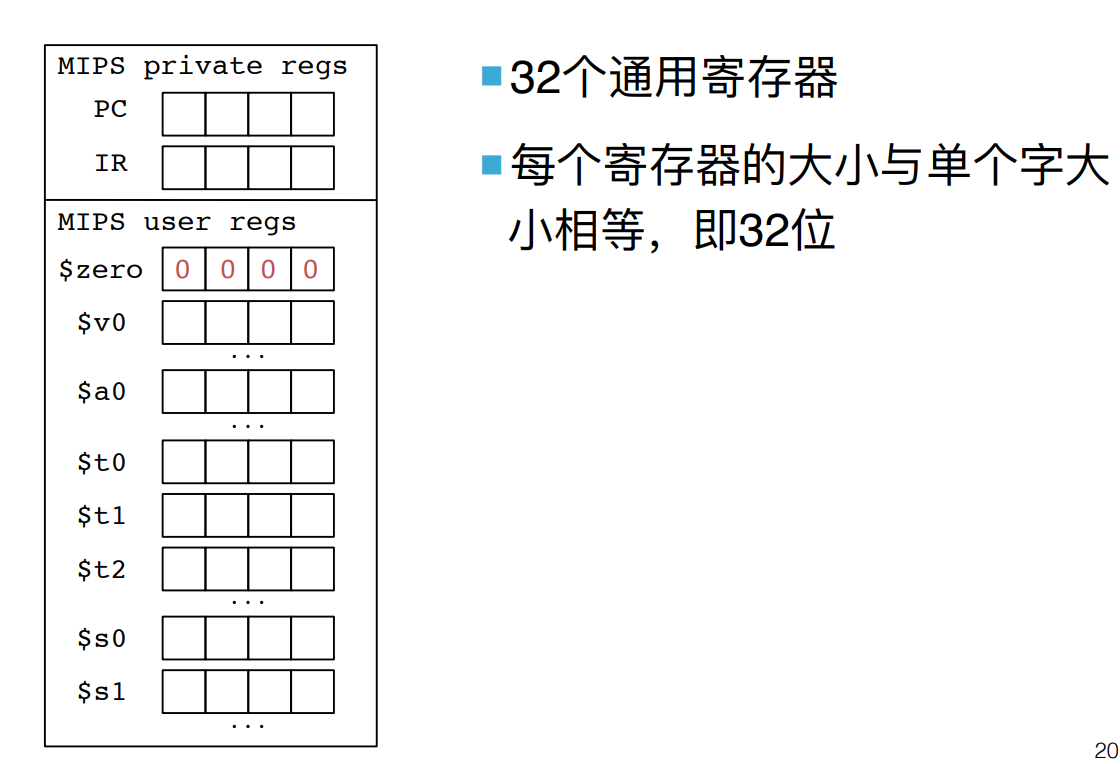 MIPS private regs
PC
IR
MIPS user regs
$zero 0 0 0 0
$v0
...
$a0
...
$t0
$t1
$t2
...
$s0
$s1
...
32个通用寄存器
每个寄存器的大小与单个字大
小相等，即32位
20